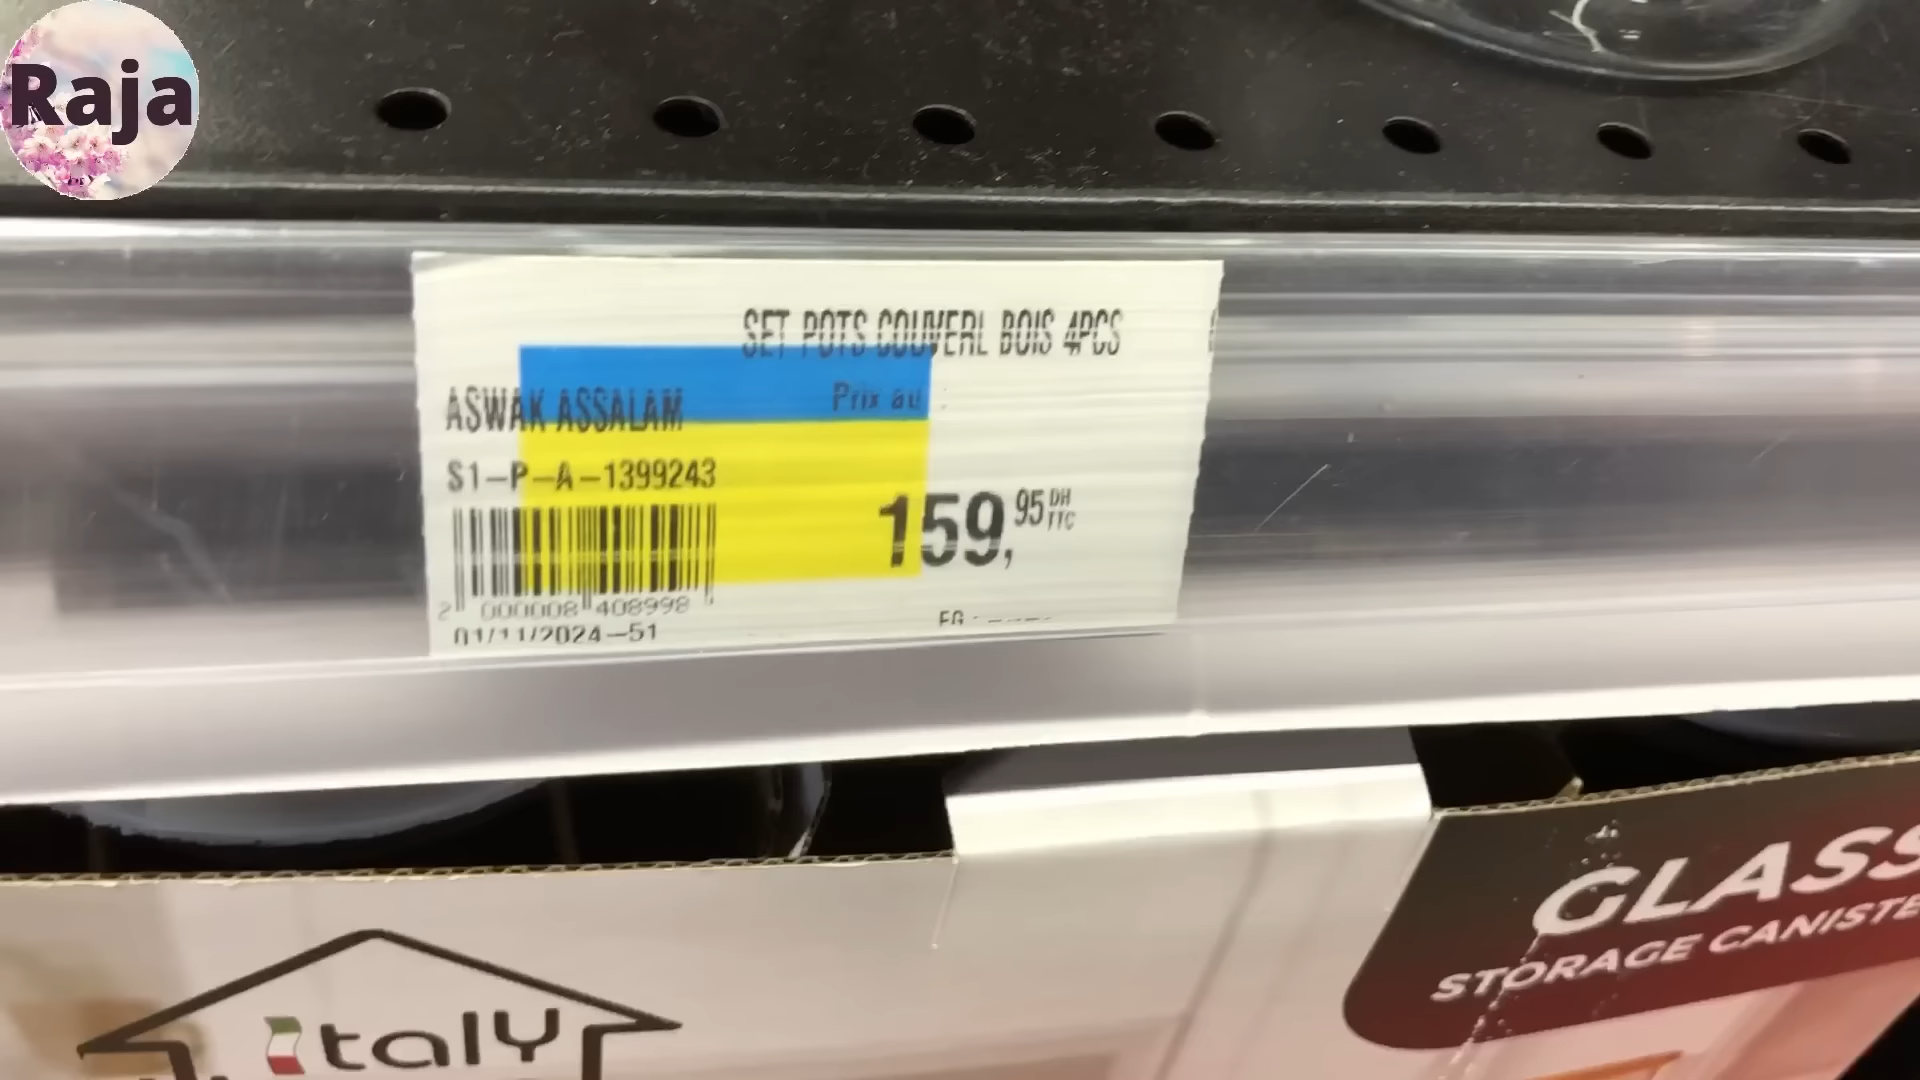 Raja
SET POTS COUVERL BOIS 4PCS
ASWAK ASSALAM
Prix au :
S1-P-A-1399243
159,95 DH TTC
2 000008 408998
01/11/2024-51
italy
GLASS
STORAGE CANISTE